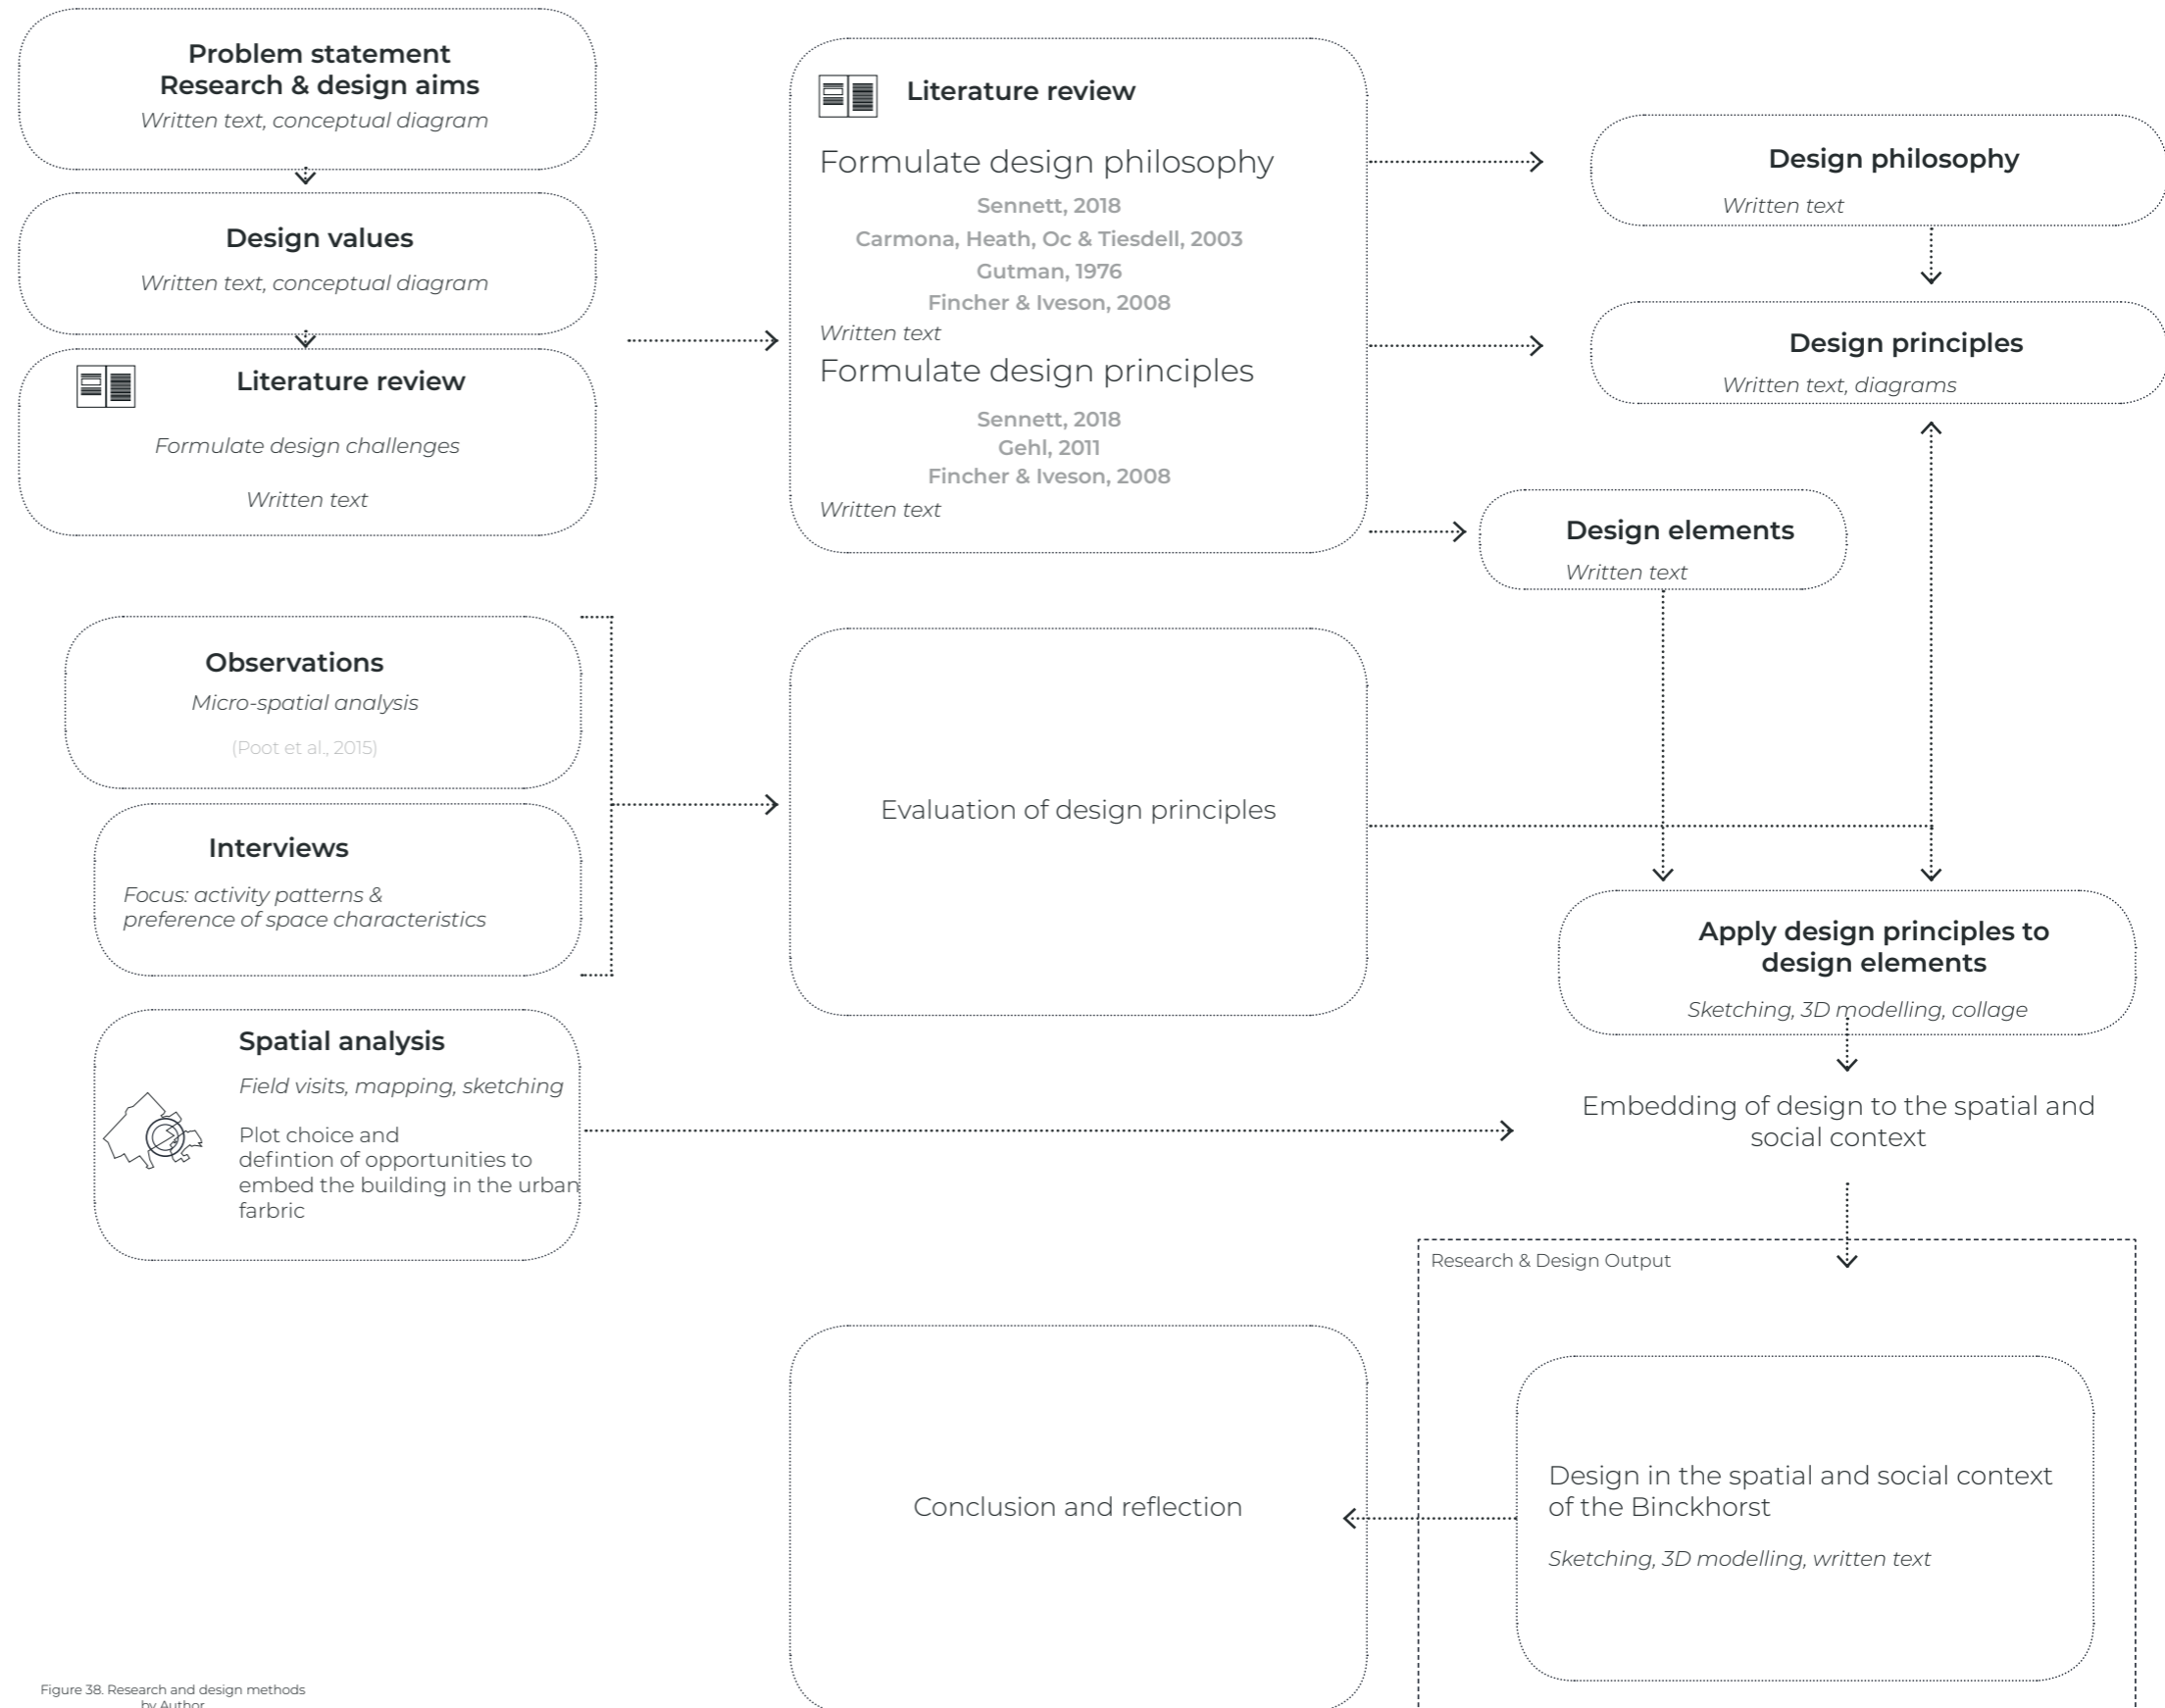 Problem statement
Research & design aims
Written text, conceptual diagram
Design values
Written text, conceptual diagram
Literature review
Formulate design challenges
Written text
Literature review
Formulate design philosophy
Sennett, 2018
Carmona, Heath, Oc & Tiesdell, 2003
Gutman, 1976
Fincher & Iveson, 2008
Written text
Formulate design principles
Sennett, 2018
Gehl, 2011
Fincher & Iveson, 2008
Written text
Design philosophy
Written text
Design principles
Written text, diagrams
Design elements
Written text
Observations
Micro-spatial analysis
(Poot et al., 2015)
Interviews
Focus: activity patterns &
preference of space characteristics
Evaluation of design principles
Apply design principles to
design elements
Sketching, 3D modelling, collage
Spatial analysis
Field visits, mapping, sketching
Plot choice and
defintion of opportunities to
embed the building in the urban
farbric
Embedding of design to the spatial and
social context
Research & Design Output
Design in the spatial and social context
of the Binckhorst
Sketching, 3D modelling, written text
Conclusion and reflection
Figure 38. Research and design methods
by Author